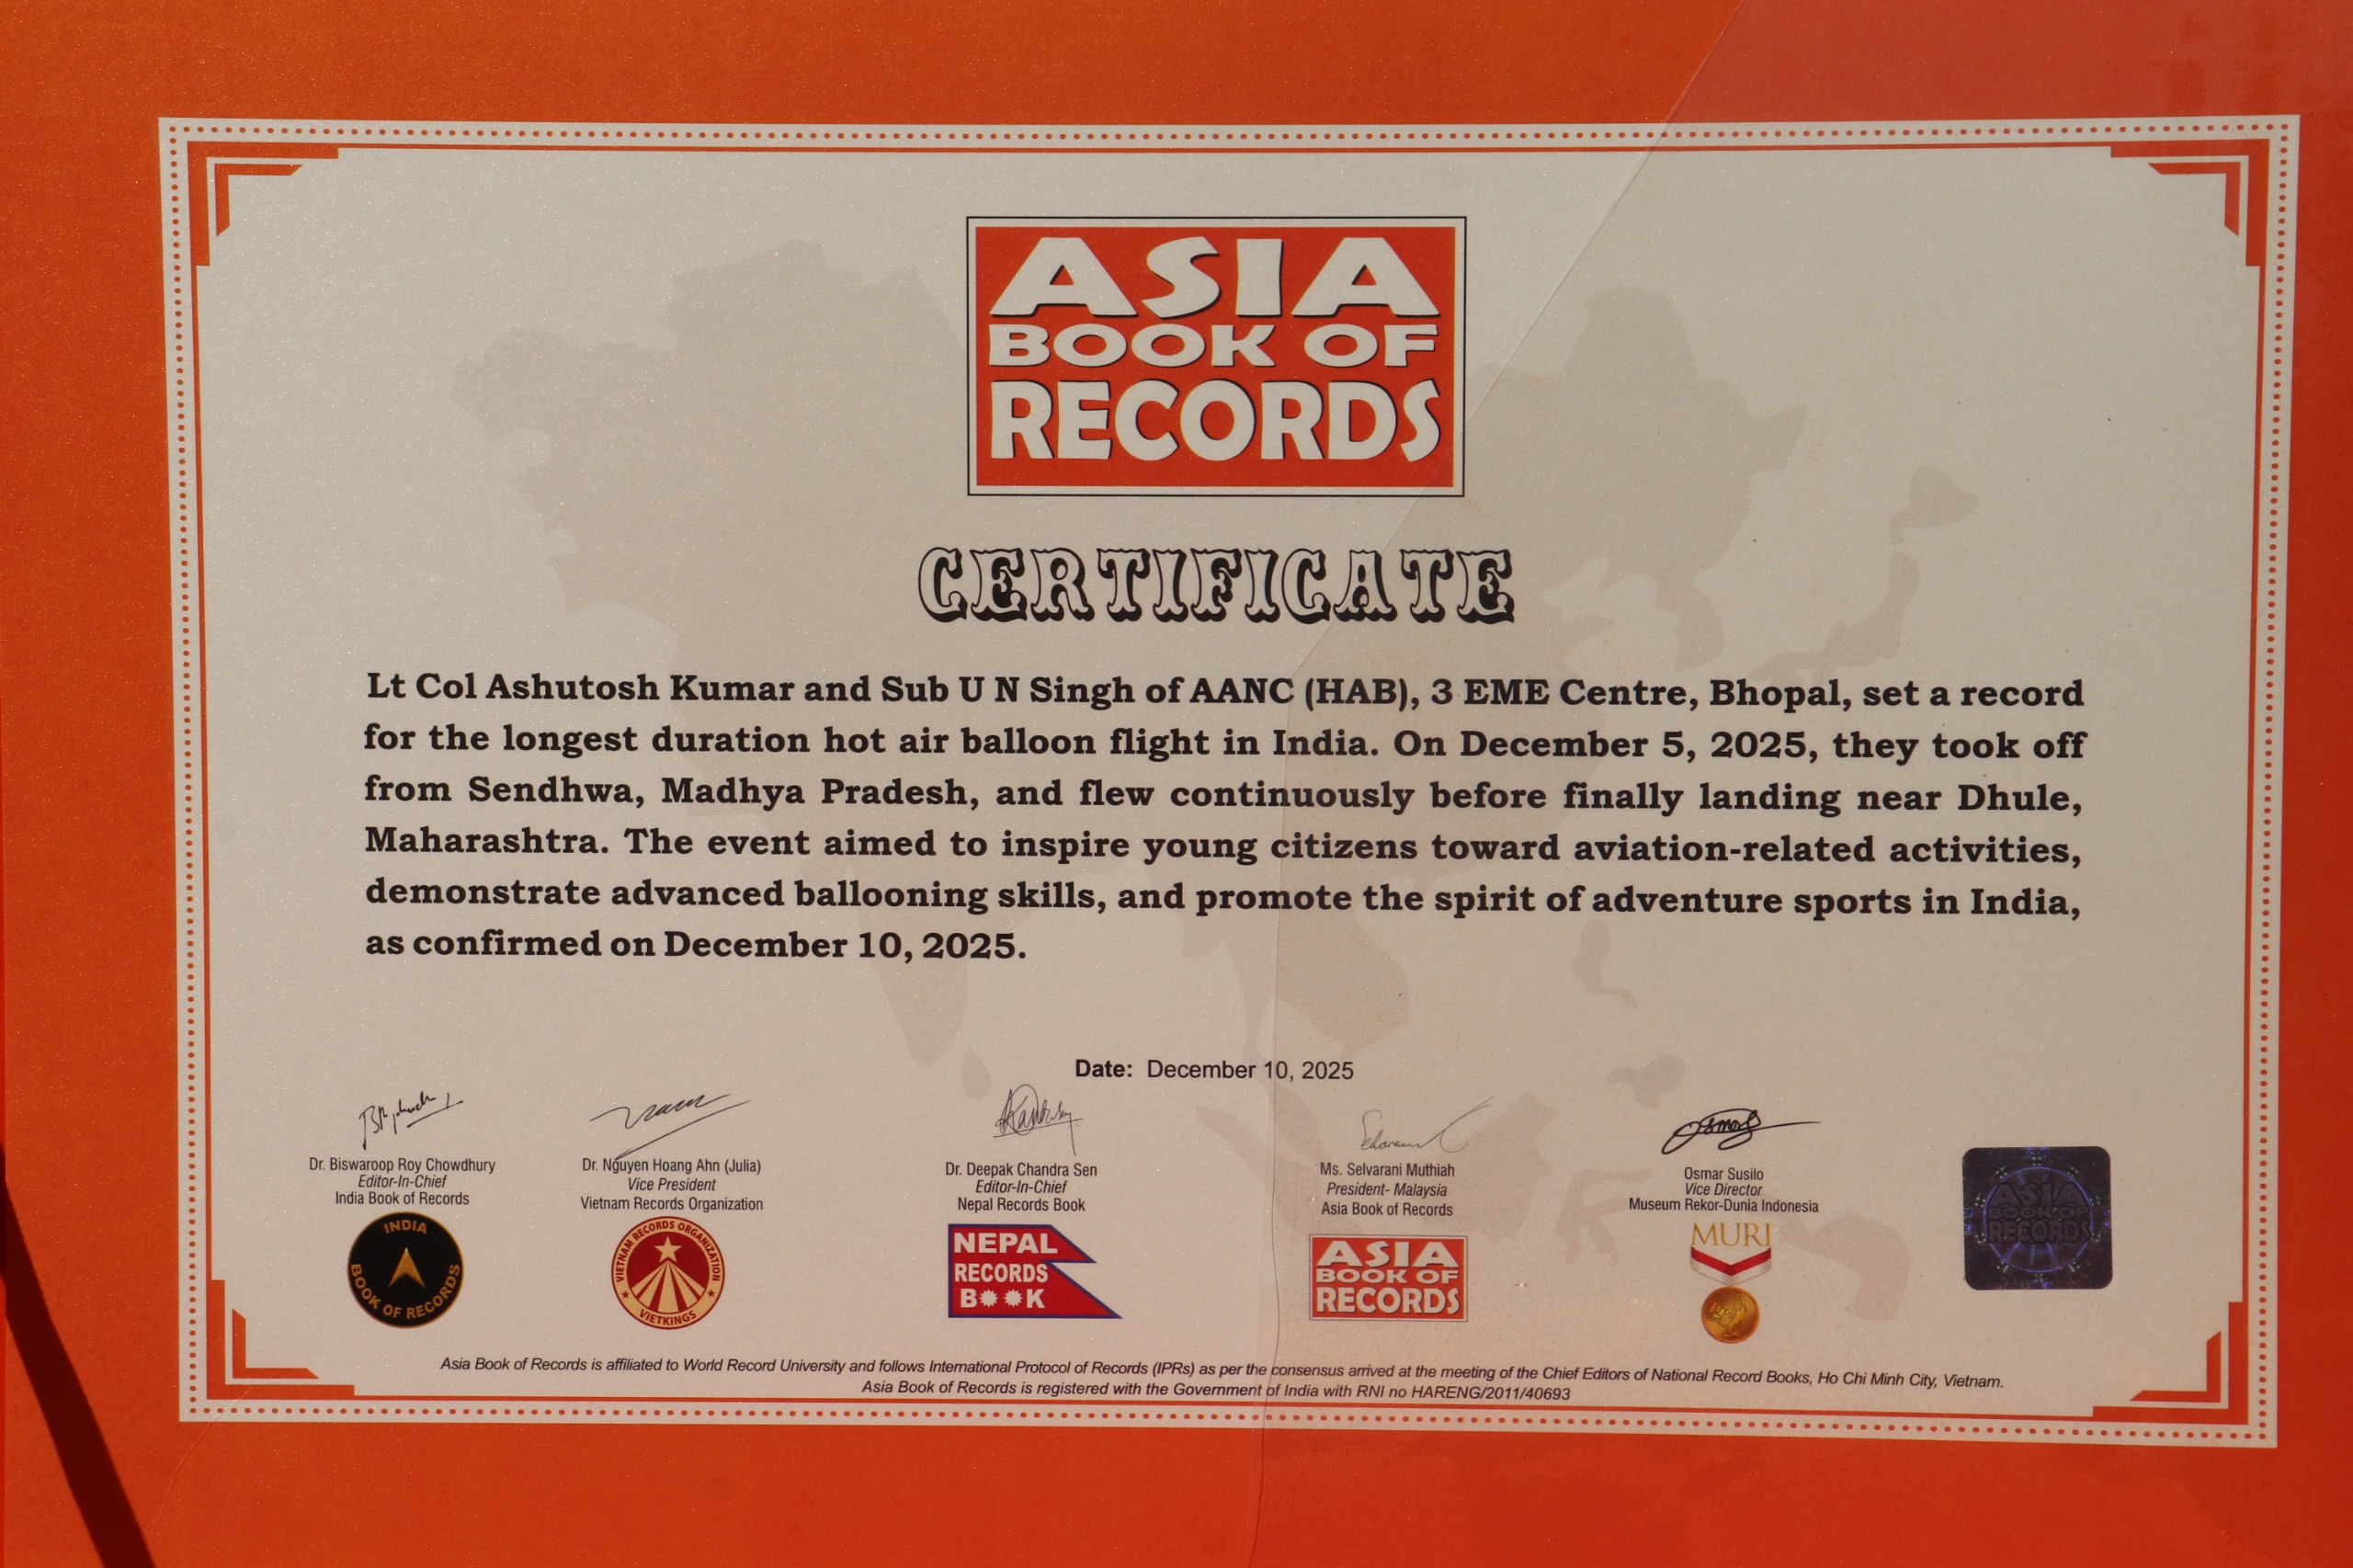 ASIA
BOOK OF
RECORDS
CERTIFICATE
Lt Col Ashutosh Kumar and Sub U N Singh of AANC (HAB), 3 EME Centre, Bhopal, set a record
for the longest duration hot air balloon flight in India. On December 5, 2025, they took off
from Sendhwa, Madhya Pradesh, and flew continuously before finally landing near Dhule,
Maharashtra. The event aimed to inspire young citizens toward aviation-related activities,
demonstrate advanced ballooning skills, and promote the spirit of adventure sports in India,
as confirmed on December 10, 2025.
Date: December 10, 2025
Dr. Biswaroop Roy Chowdhury
Editor-In-Chief
India Book of Records
INDIA
BOOK OF RECORDS
Dr. Nguyen Hoang Ahn (Julia)
Vice President
Vietnam Records Organization
VIETNAM RECORDS ORGANIZATION
VIETKINGS
Dr. Deepak Chandra Sen
Editor-In-Chief
Nepal Records Book
NEPAL
RECORDS
BOOK
Ms. Selvarani Muthiah
President- Malaysia
Asia Book of Records
ASIA
BOOK OF
RECORDS
Osmar Susilo
Vice Director
Museum Rekor-Dunia Indonesia
MURI
ASIA
BOOK OF
RECORDS
Asia Book of Records is affiliated to World Record University and follows International Protocol of Records (IPRs) as per the consensus arrived at the meeting of the Chief Editors of National Record Books, Ho Chi Minh City, Vietnam.
Asia Book of Records is registered with the Government of India with RNI no HARENG/2011/40693